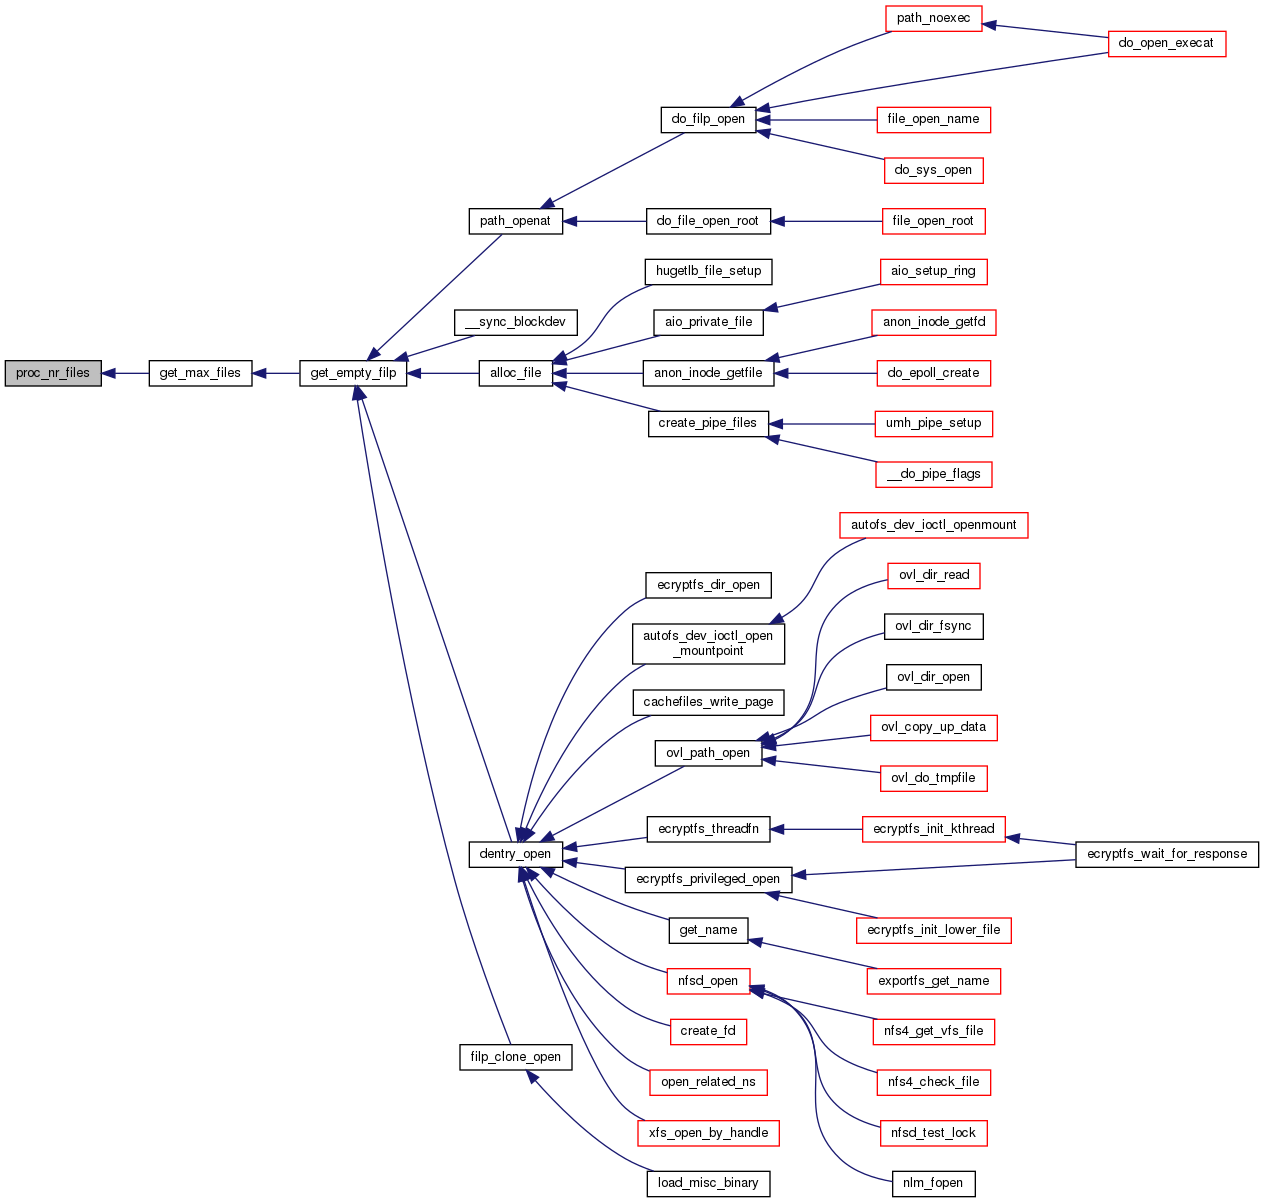 path_noexec
do_open_execat
do_filp_open
file_open_name
do_sys_open
path_openat
do_file_open_root
file_open_root
hugetlb_file_setup
aio_setup_ring
__sync_blockdev
aio_private_file
anon_inode_getfd
proc_nr_files
get_max_files
get_empty_filp
alloc_file
anon_inode_getfile
do_epoll_create
create_pipe_files
umh_pipe_setup
__do_pipe_flags
autofs_dev_ioctl_openmount
ecryptfs_dir_open
ovl_dir_read
autofs_dev_ioctl_open
_mountpoint
ovl_dir_fsync
ovl_dir_open
cachefiles_write_page
ovl_copy_up_data
ovl_path_open
ovl_do_tmpfile
ecryptfs_threadfn
ecryptfs_init_kthread
dentry_open
ecryptfs_wait_for_response
ecryptfs_privileged_open
get_name
ecryptfs_init_lower_file
nfsd_open
exportfs_get_name
create_fd
nfs4_get_vfs_file
filp_clone_open
open_related_ns
nfs4_check_file
xfs_open_by_handle
nfsd_test_lock
load_misc_binary
nlm_fopen